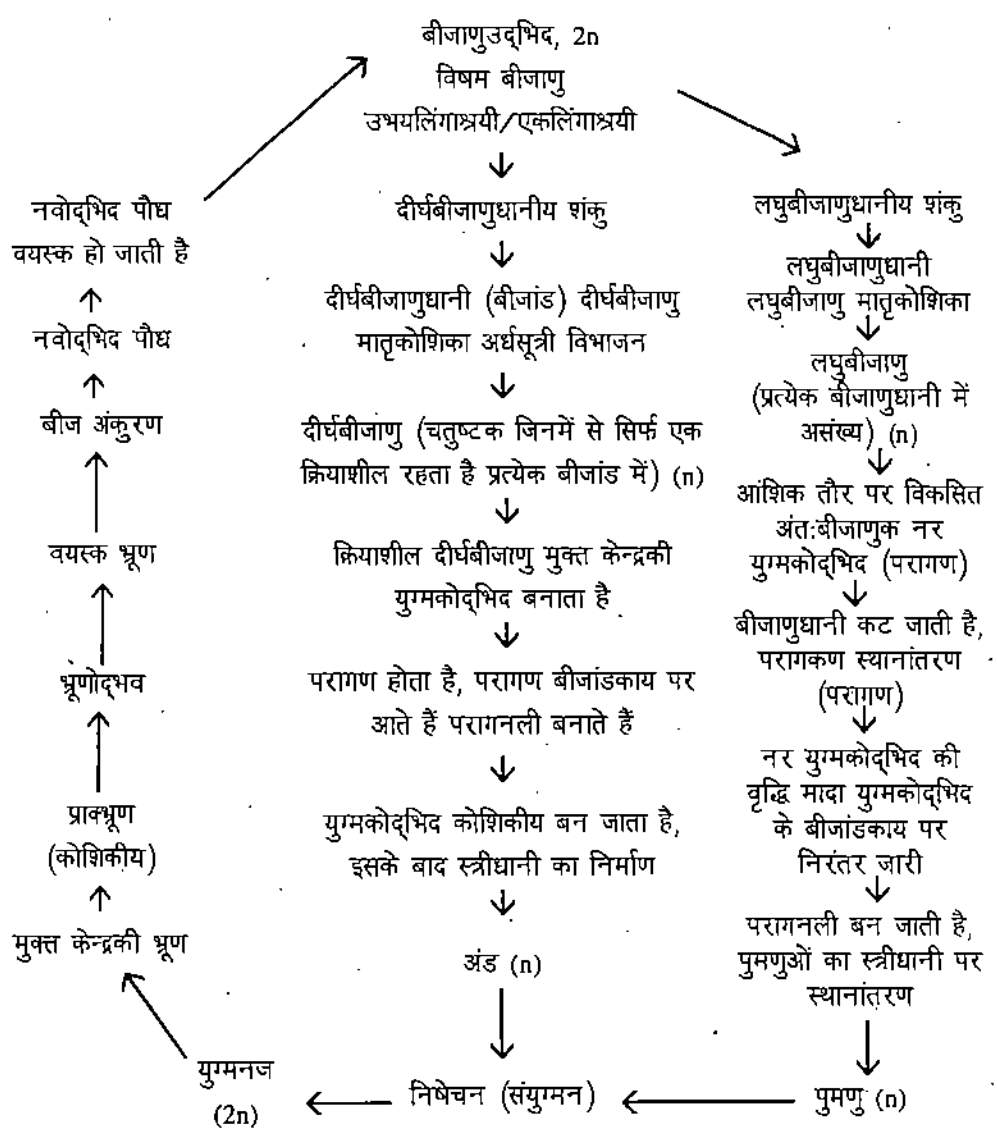 बीजाणुउद्भिद, 2n
विषम बीजाणु
उभयलिंगाश्रयी/एकलिंगाश्रयी
दीर्घबीजाणुधानीय शंकु
दीर्घबीजाणुधानी (बीजांड) दीर्घबीजाणु
मातृकोशिका अर्धसूत्री विभाजन
दीर्घबीजाणु (चतुष्टक जिनमें से सिर्फ एक
क्रियाशील रहता है प्रत्येक बीजांड में) (n)
क्रियाशील दीर्घबीजाणु मुक्त केन्द्रकी
युग्मकोद्भिद बनाता है
परागण होता है, परागण बीजांडकाय पर
आते हैं परागनली बनाते हैं
युग्मकोद्भिद कोशिकीय बन जाता है,
इसके बाद स्त्रीधानी का निर्माण
अंड (n)
लघुबीजाणुधानीय शंकु
लघुबीजाणुधानी
लघुबीजाणु मातृकोशिका
लघुबीजाणु
(प्रत्येक बीजाणुधानी में
असंख्य) (n)
आंशिक तौर पर विकसित
अंत:बीजाणुक नर
युग्मकोद्भिद (परागण)
बीजाणुधानी कट जाती है,
परागकण स्थानांतरण
(परागण)
नर युग्मकोद्भिद की
वृद्धि मादा युग्मकोद्भिद
के बीजांडकाय पर
निरंतर जारी
परागनली बन जाती है,
पुमणुओं का स्त्रीधानी पर
स्थानांतरण
पुमणु (n)
निषेचन (संयुग्मन)
युग्मनज
(2n)
मुक्त केन्द्रकी भ्रूण
प्राक्भ्रूण
(कोशिकीय)
भ्रूणोद्भव
वयस्क भ्रूण
बीज अंकुरण
नवोद्भिद पौध
नवोद्भिद पौध
वयस्क हो जाती है